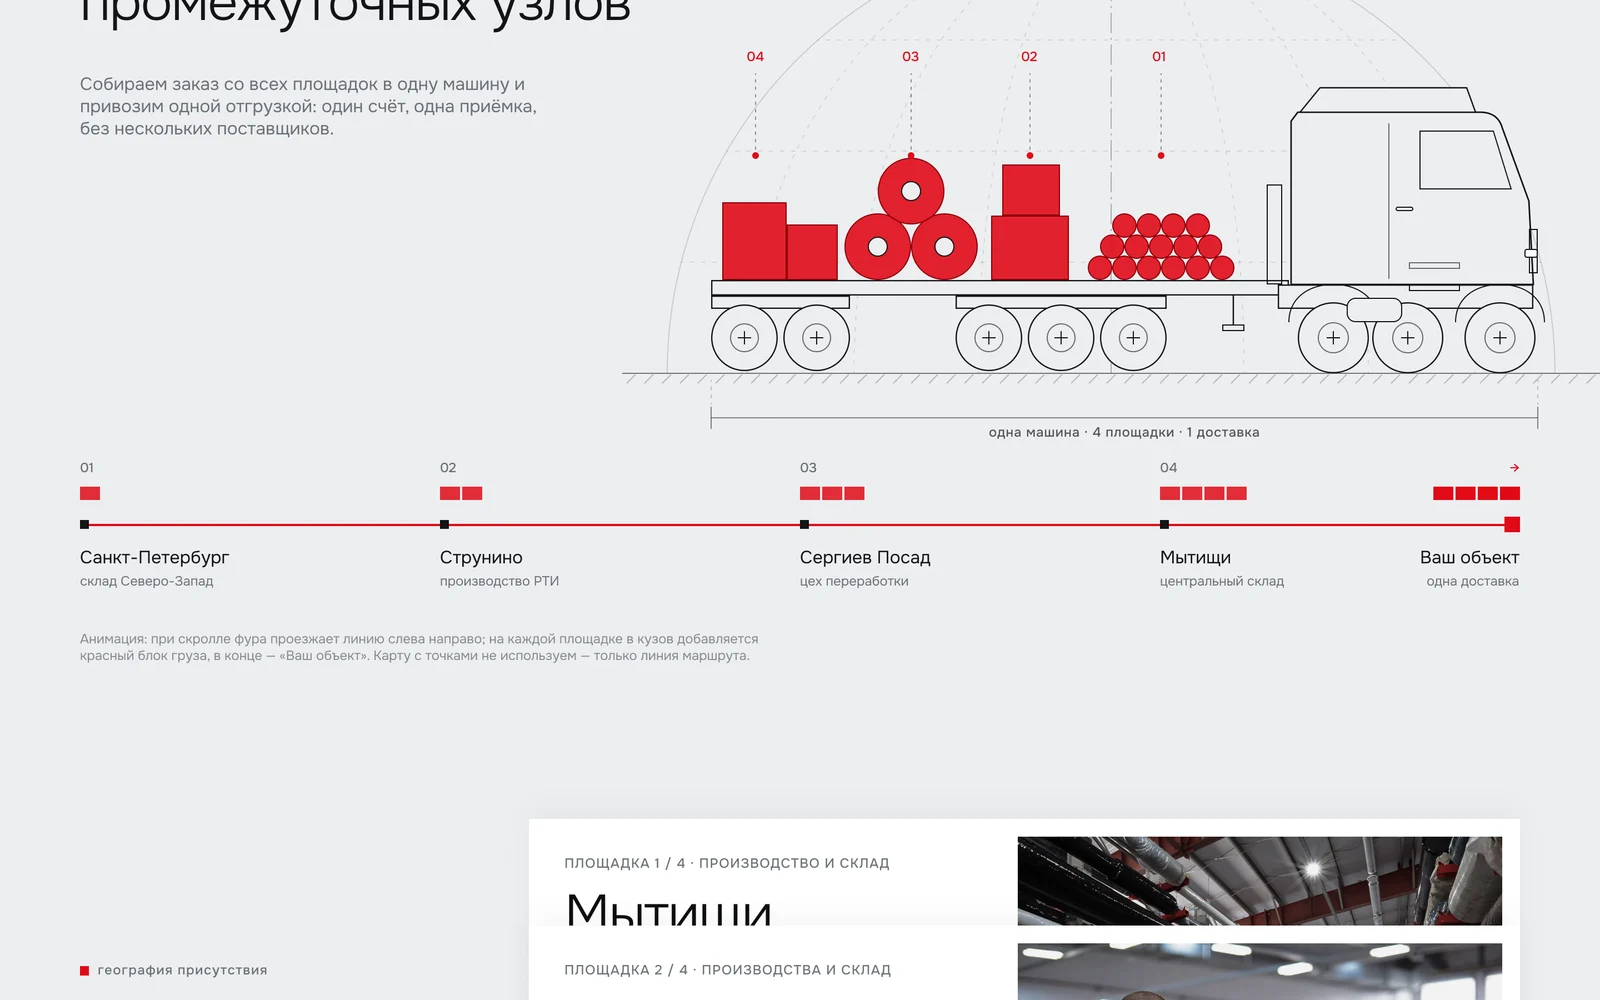 промежуточных узлов
Собираем заказ со всех площадок в одну машину и
привозим одной отгрузкой: один счёт, одна приёмка,
без нескольких поставщиков.
04
03
02
01
одна машина · 4 площадки · 1 доставка
01
02
03
04
→
Санкт-Петербург
склад Северо-Запад
Струнино
производство РТИ
Сергиев Посад
цех переработки
Мытищи
центральный склад
Ваш объект
одна доставка
Анимация: при скролле фура проезжает линию слева направо; на каждой площадке в кузов добавляется
красный блок груза, в конце — «Ваш объект». Карту с точками не используем — только линия маршрута.
ПЛОЩАДКА 1 / 4 · ПРОИЗВОДСТВО И СКЛАД
Мытищи
география присутствия
ПЛОЩАДКА 2 / 4 · ПРОИЗВОДСТВА И СКЛАД